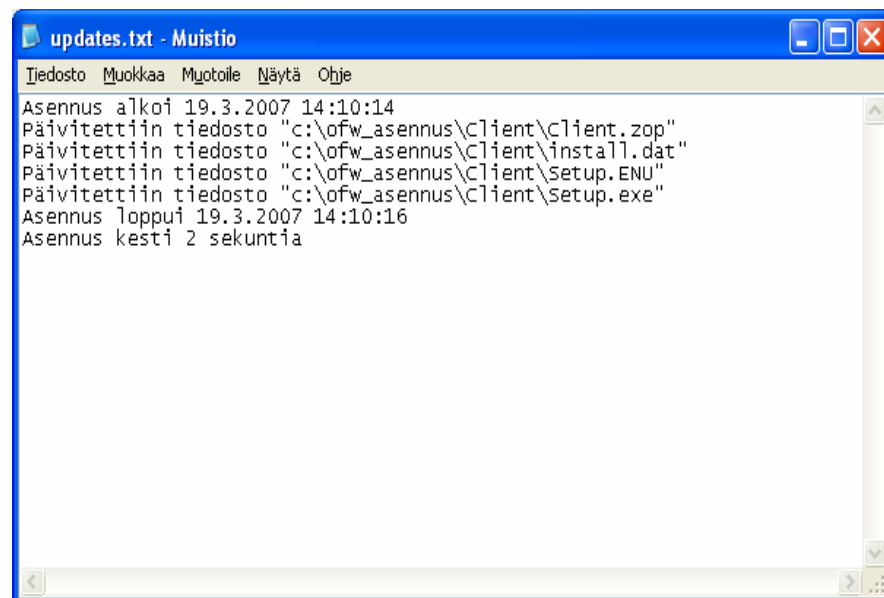 updates.txt - Muistio
Tiedosto Muokkaa Muotoile Näytä Ohje
Asennus alkoi 19.3.2007 14:10:14
Päivitettiin tiedosto "c:\ofw_asennus\Client\Client.zop"
Päivitettiin tiedosto "c:\ofw_asennus\Client\install.dat"
Päivitettiin tiedosto "c:\ofw_asennus\Client\Setup.ENU"
Päivitettiin tiedosto "c:\ofw_asennus\Client\Setup.exe"
Asennus loppui 19.3.2007 14:10:16
Asennus kesti 2 sekuntia